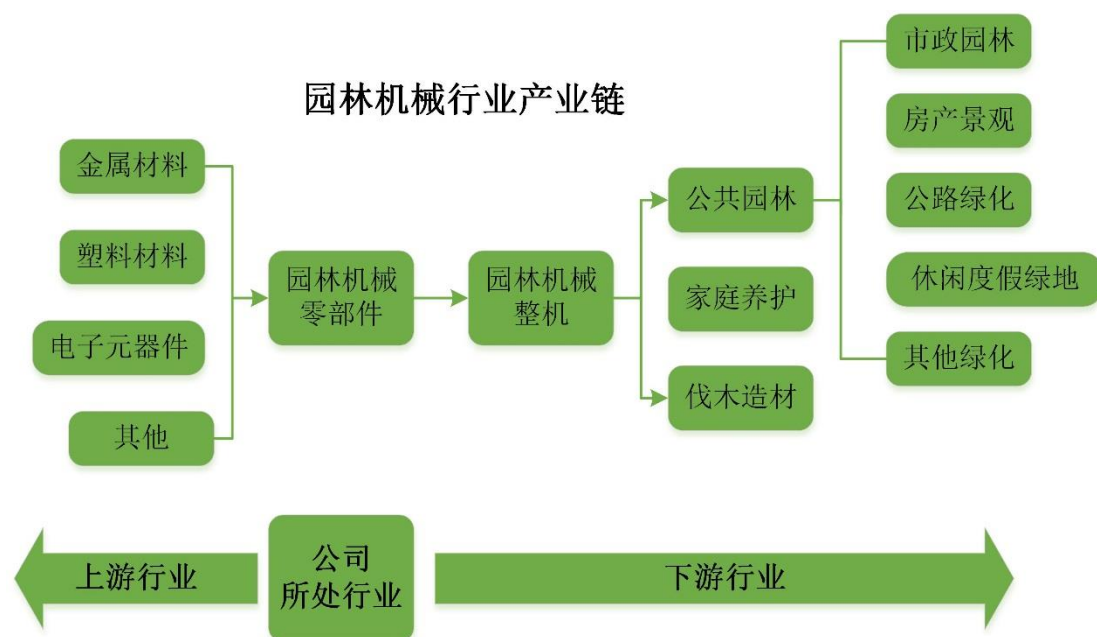 园林机械行业产业链
金属材料
塑料材料
电子元器件
其他
园林机械
零部件
园林机械
整机
公共园林
家庭养护
伐木造材
市政园林
房产景观
公路绿化
休闲度假绿地
其他绿化
上游行业
公司
所处行业
下游行业